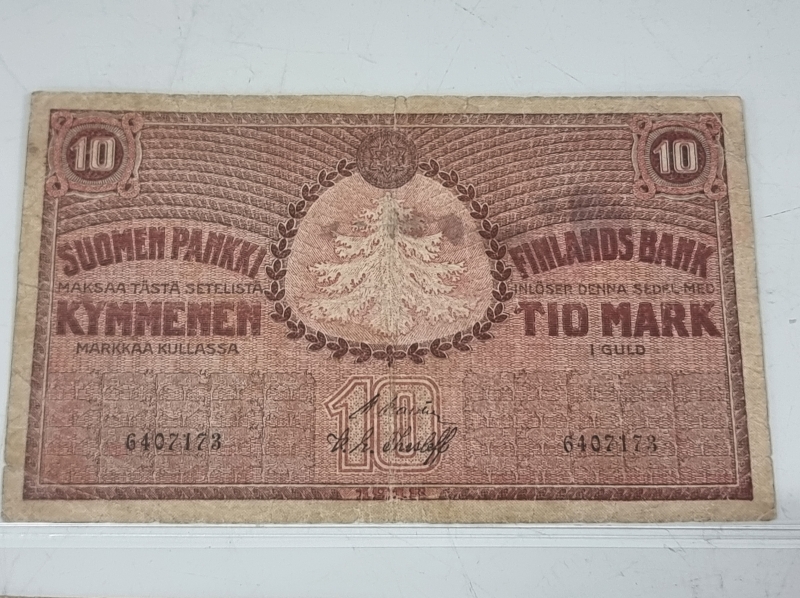 10 10
SUOMEN PANKKI
MAKSAA TÄSTÄ SETELISTÄ
KYMMENEN
MARKKAA KULLASSA
FINLANDS BANK
INLÖSER DENNA SEDEL MED
TIO MARK
I GULD
10
6407173 6407173